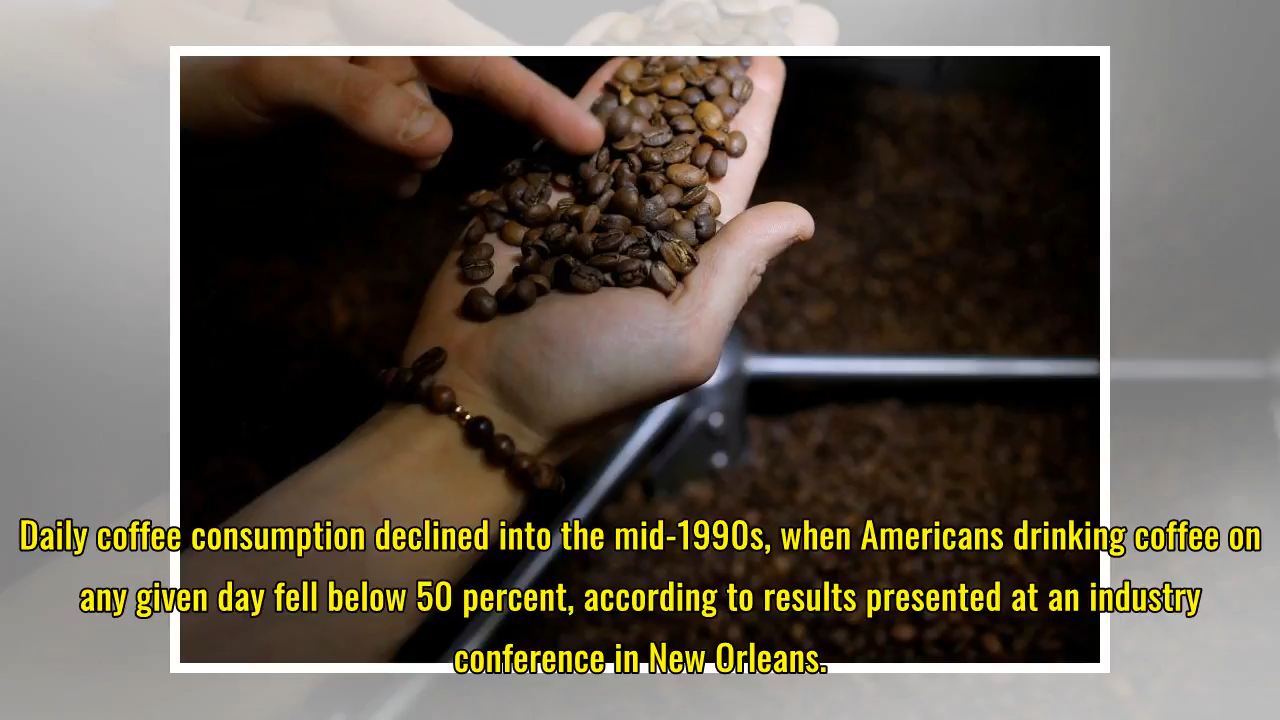 Daily coffee consumption declined into the mid-1990s, when Americans drinking coffee on
any given day fell below 50 percent, according to results presented at an industry
conference in New Orleans.